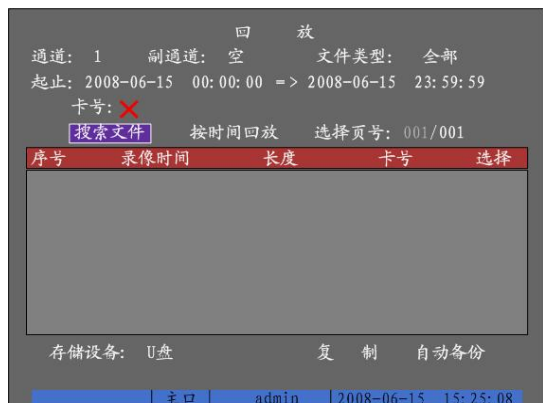 回 放
通道: 1 副通道: 空 文件类型: 全部
起止: 2008-06-15 00:00:00 => 2008-06-15 23:59:59
卡号:
搜索文件 按时间回放 选择页号: 001/001
序号 录像时间 长度 卡号 选择
存储设备: U盘 复 制 自动备份
admin 2008-06-15 15:25:08